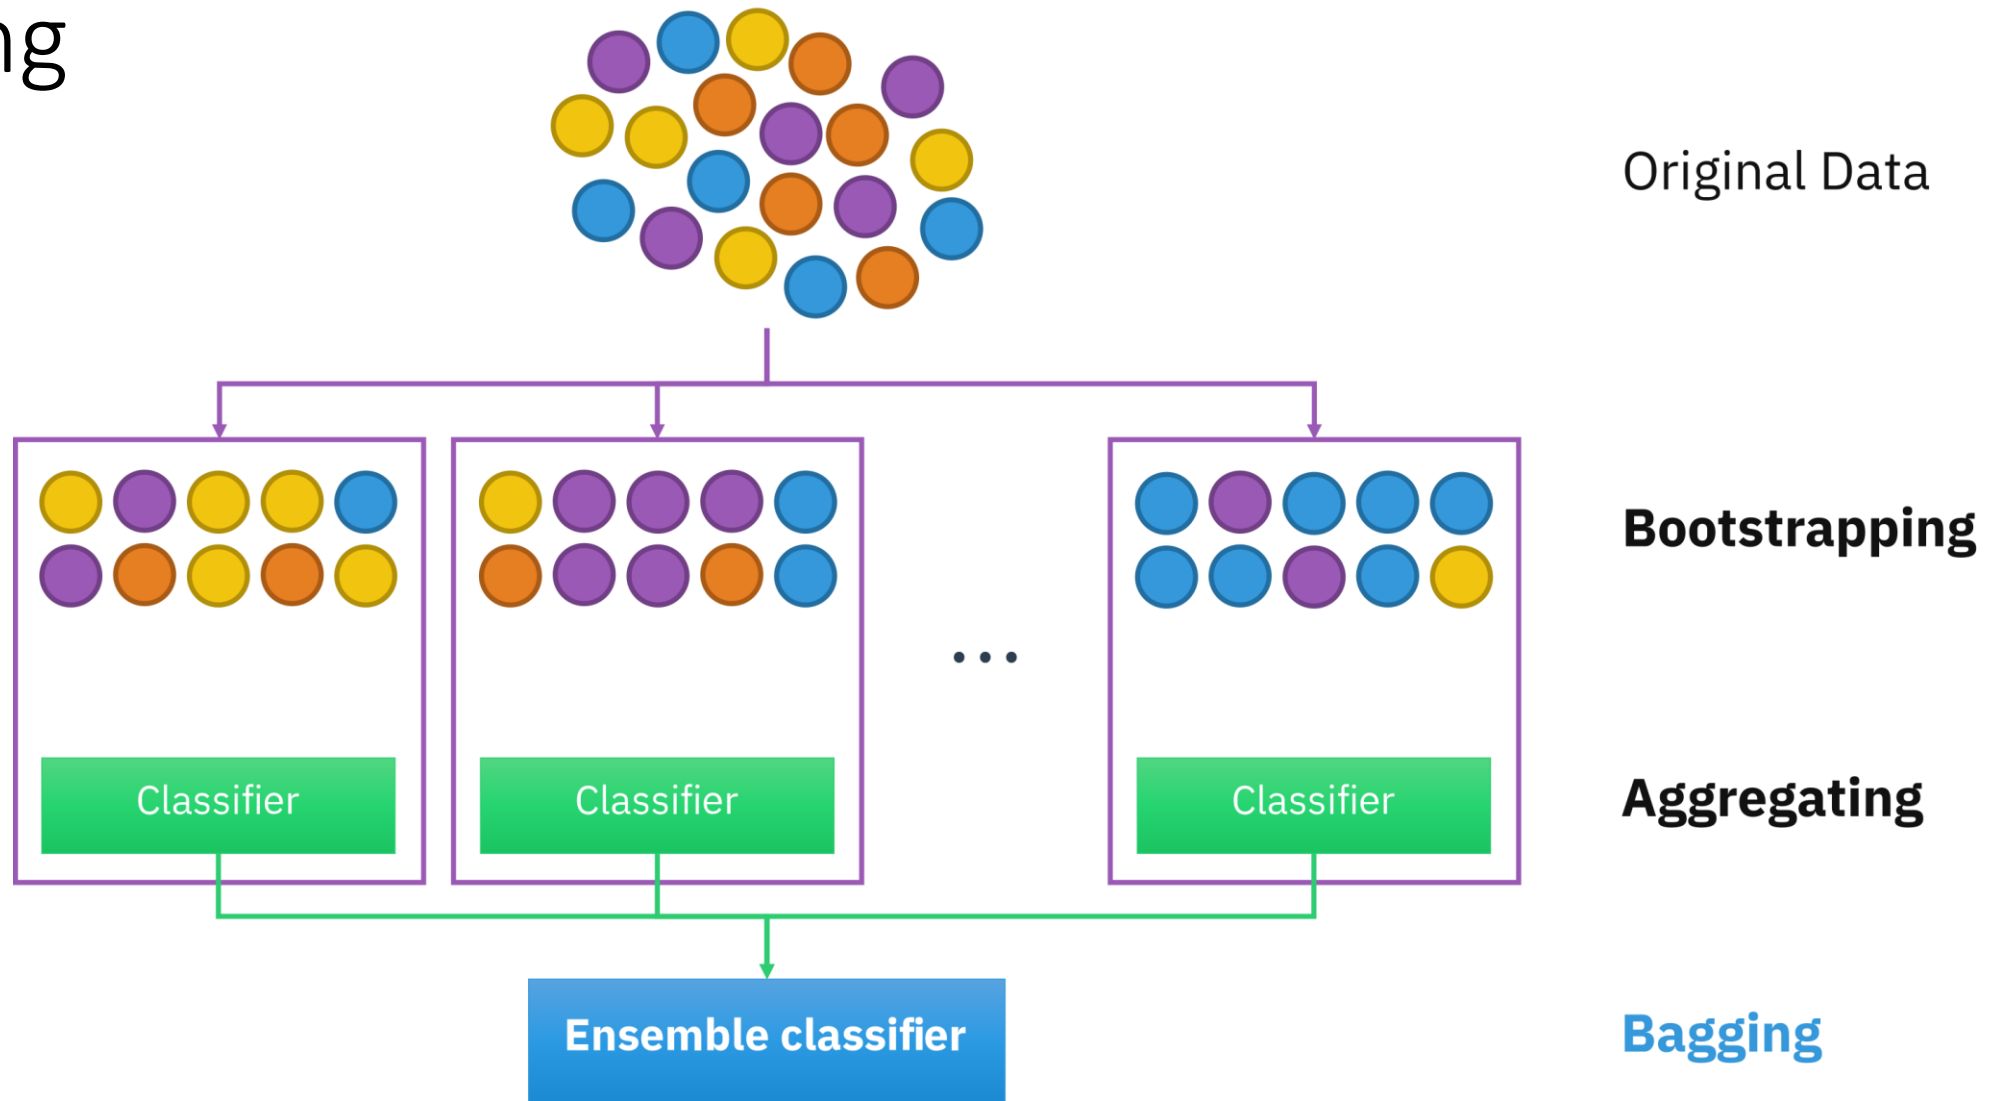 ng
Original Data
Bootstrapping
...
Classifier Classifier Classifier
Aggregating
Ensemble classifier
Bagging